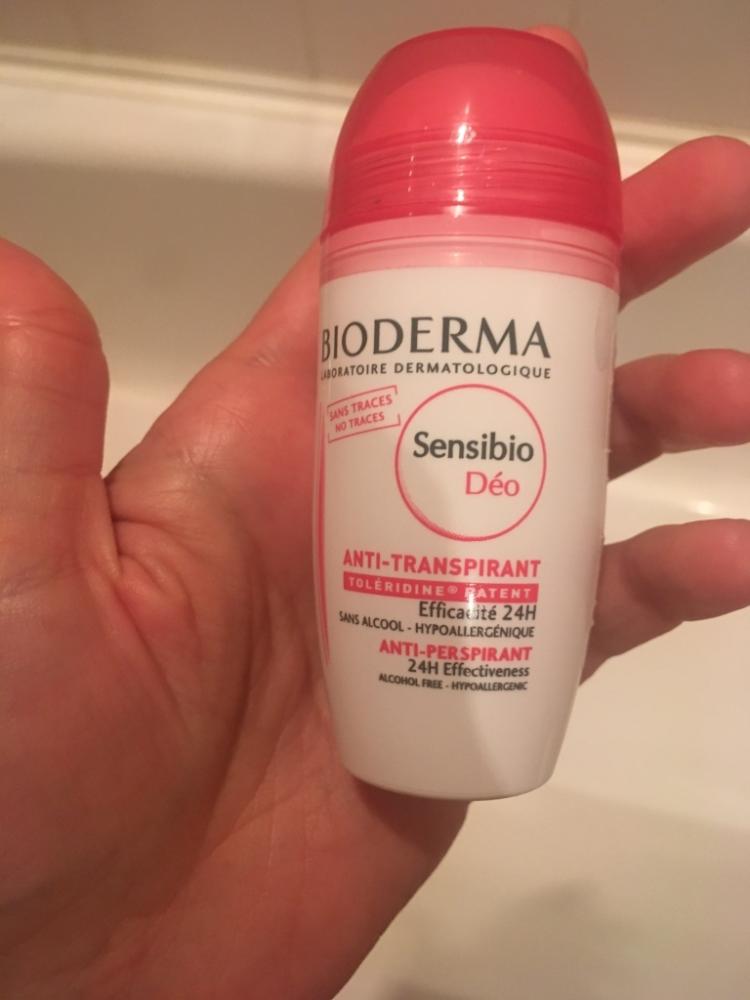 BIODERMA
LABORATOIRE DERMATOLOGIQUE
SANS TRACES
NO TRACES
Sensibio
Déo
ANTI-TRANSPIRANT
TOLÉRIDINE® PATENT
Efficacité 24H
SANS ALCOOL - HYPOALLERGÉNIQUE
ANTI-PERSPIRANT
24H Effectiveness
ALCOHOL FREE - HYPOALLERGENIC